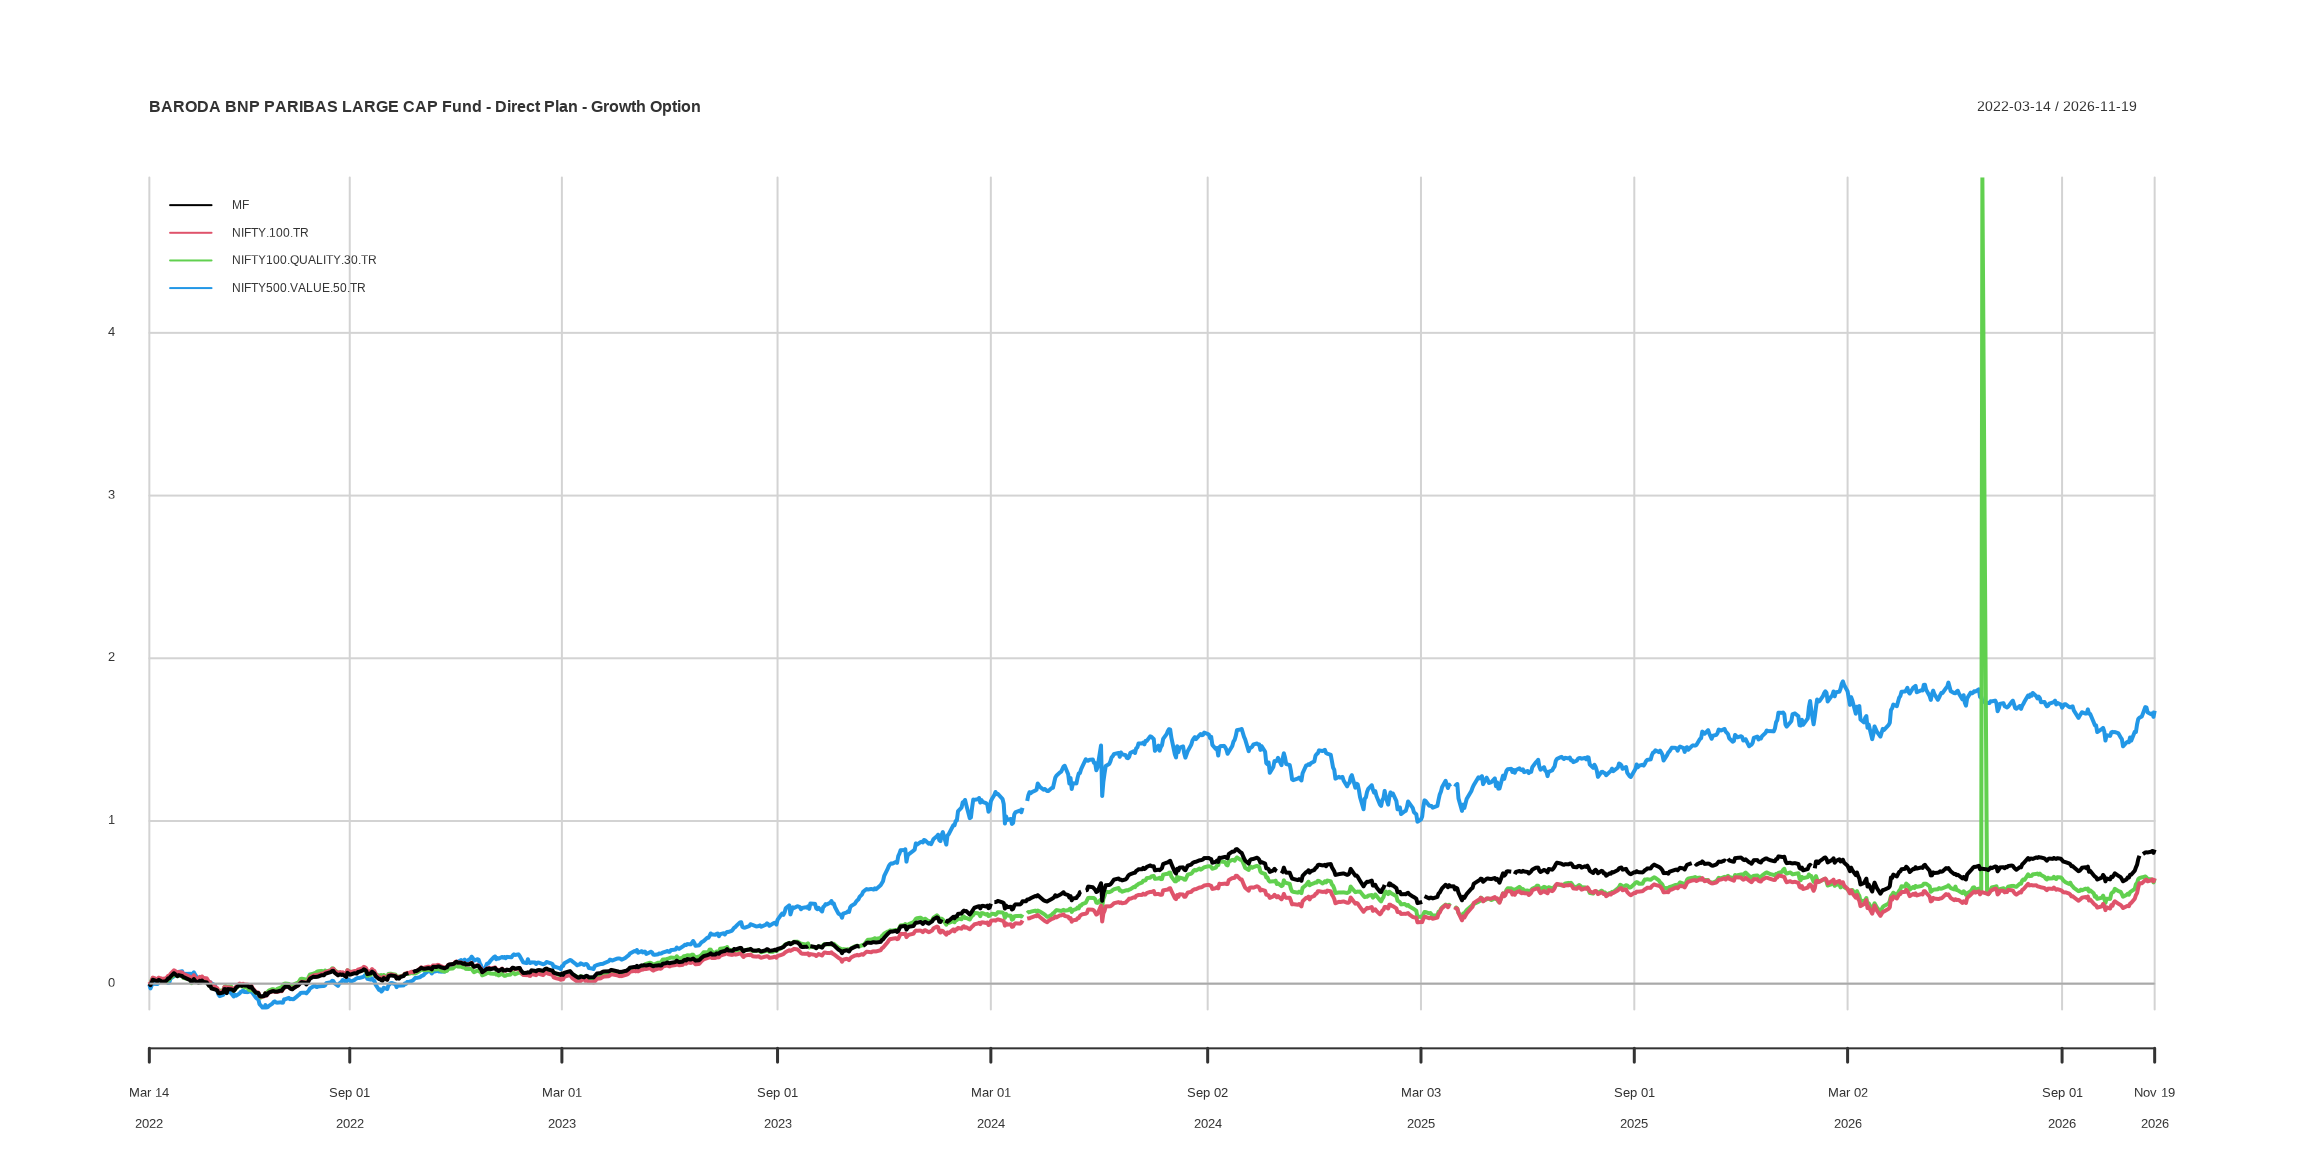 BARODA BNP PARIBAS LARGE CAP Fund - Direct Plan - Growth Option
2022-03-14 / 2026-11-19
MF
NIFTY.100.TR
NIFTY100.QUALITY.30.TR
NIFTY500.VALUE.50.TR
4
3
2
1
0
Mar 14 Sep 01 Mar 01 Sep 01 Mar 01 Sep 02 Mar 03 Sep 01 Mar 02 Sep 01 Nov 19
2022 2022 2023 2023 2024 2024 2025 2025 2026 2026 2026